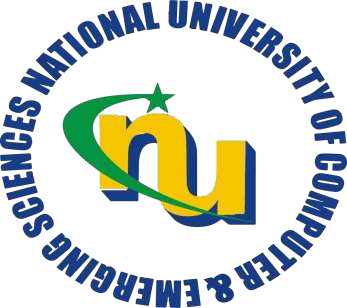 NATIONAL UNIVERSITY OF COMPUTER & EMERGING SCIENCES
nu